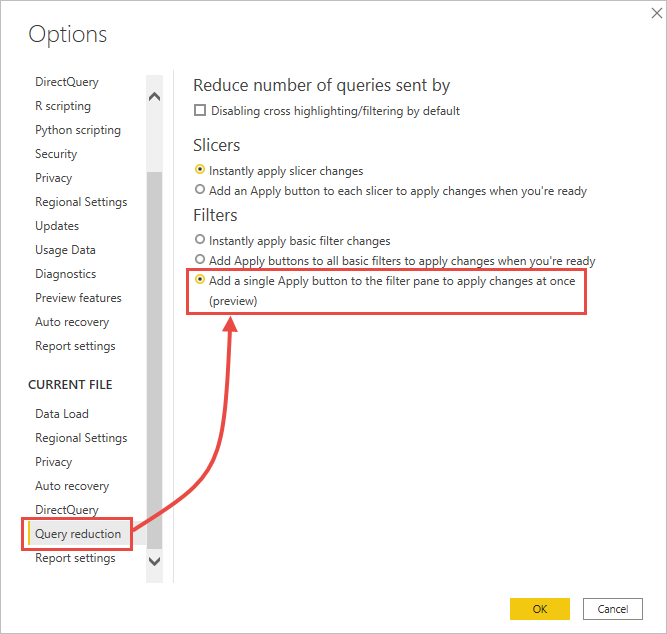 Options
DirectQuery
R scripting
Python scripting
Security
Privacy
Regional Settings
Updates
Usage Data
Diagnostics
Preview features
Auto recovery
Report settings
CURRENT FILE
Data Load
Regional Settings
Privacy
Auto recovery
DirectQuery
Query reduction
Report settings
Reduce number of queries sent by
Disabling cross highlighting/filtering by default
Slicers
Instantly apply slicer changes
Add an Apply button to each slicer to apply changes when you're ready
Filters
Instantly apply basic filter changes
Add Apply buttons to all basic filters to apply changes when you're ready
Add a single Apply button to the filter pane to apply changes at once
(preview)
OK
Cancel